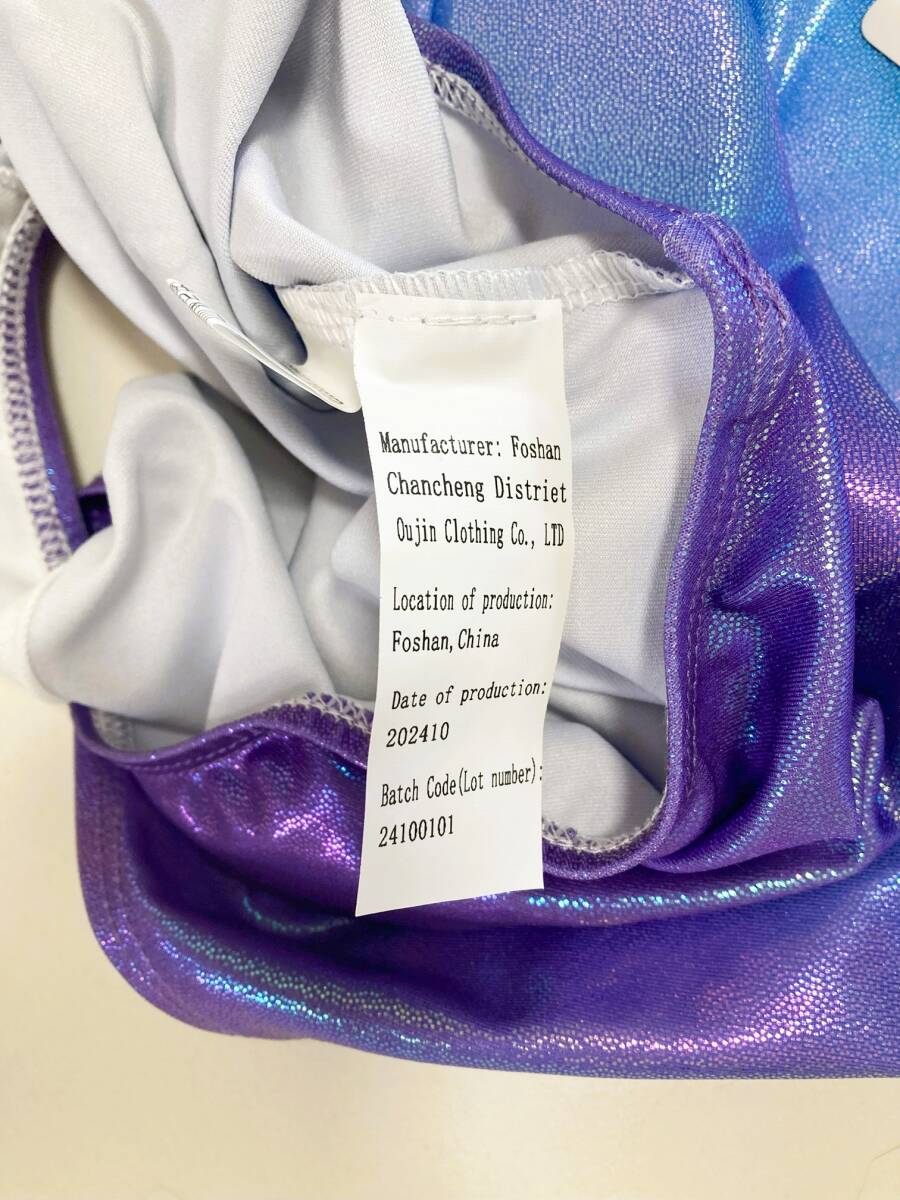 Manufacturer: Foshan
Chancheng Distriet
Oujin Clothing Co., LTD
Location of production:
Foshan, China
Date of production:
202410
Batch Code(Lot number):
24100101